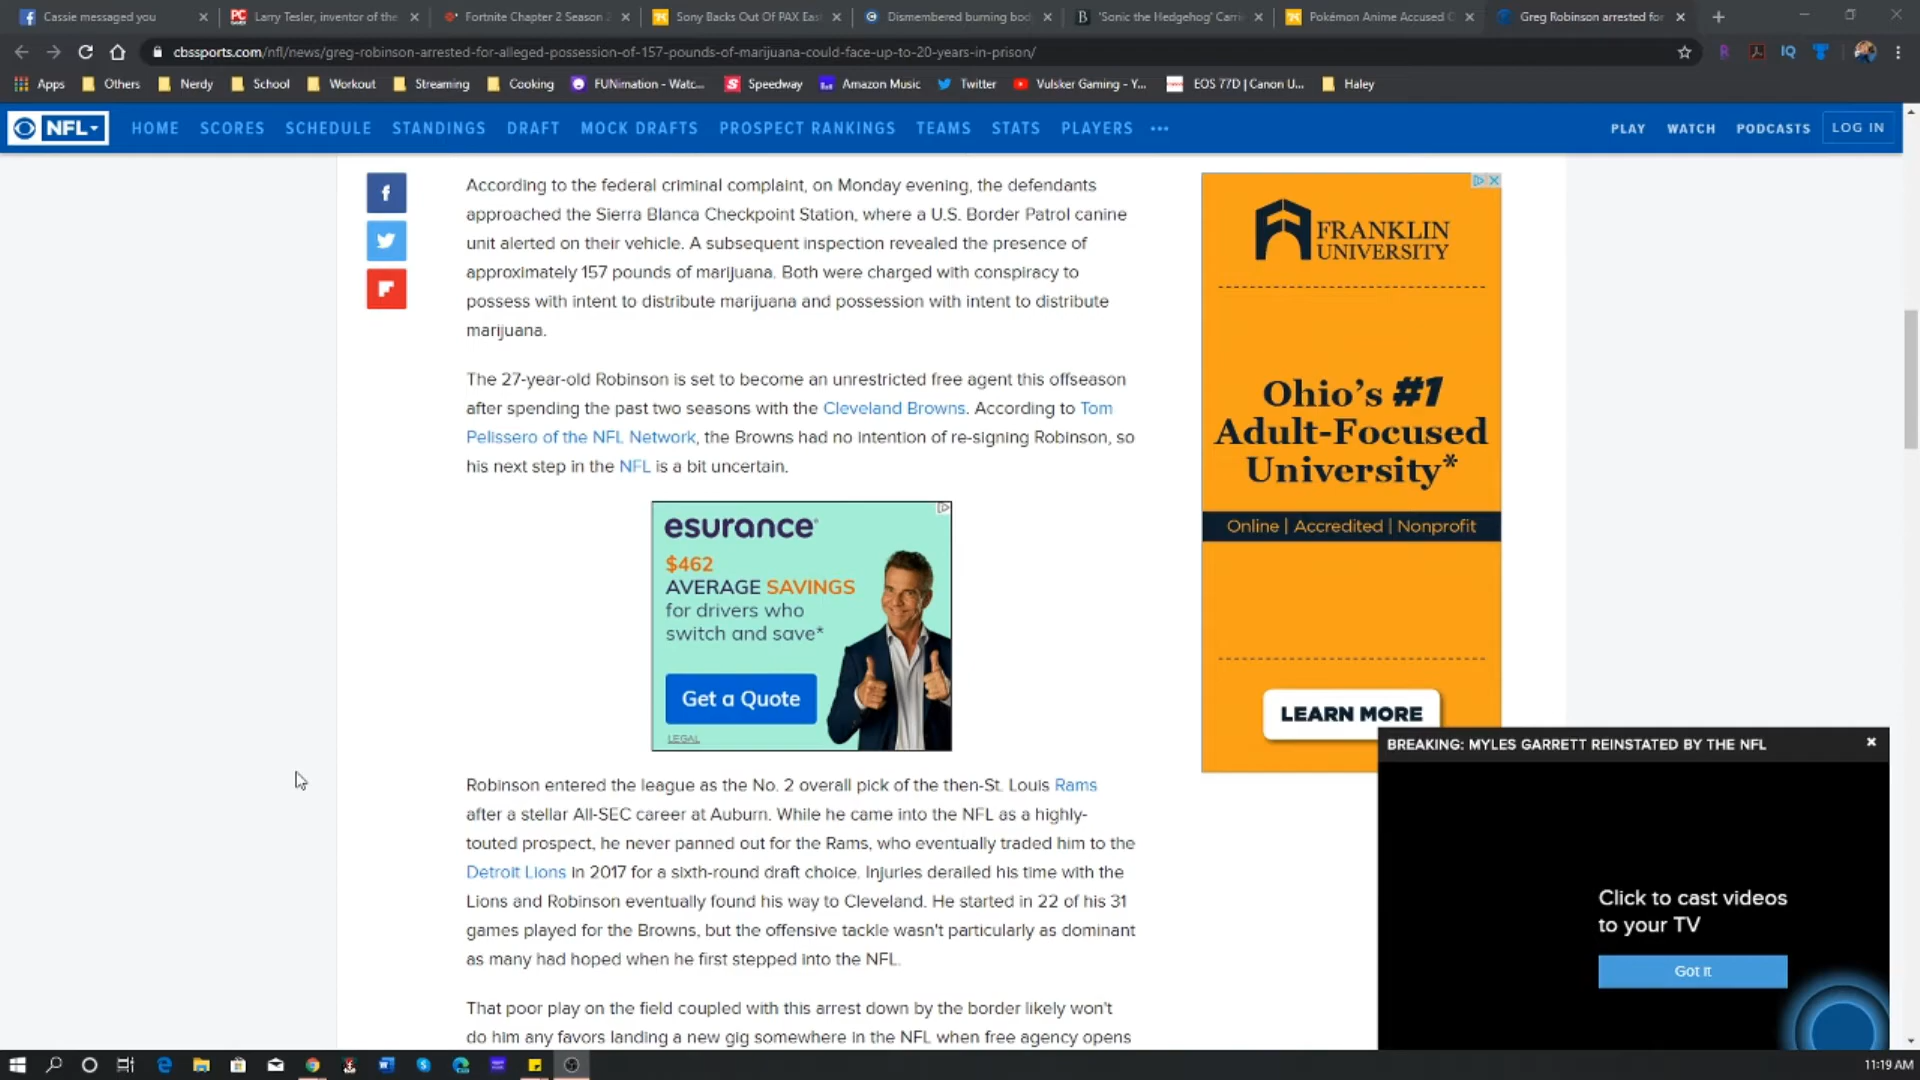 Cassie messaged you
Larry Tesler, inventor of the
Fortnite Chapter 2 Season 2
Sony Backs Out Of PAX Eas
Dismembered burning bod
'Sonic the Hedgehog' Carri
Pokémon Anime Accused O
Greg Robinson arrested for
cbssports.com/nfl/news/greg-robinson-arrested-for-alleged-possession-of-157-pounds-of-marijuana-could-face-up-to-20-years-in-prison/
Apps Others Nerdy School Workout Streaming Cooking FUNimation - Watc... Speedway Amazon Music Twitter Vulsker Gaming - Y... EOS 77D | Canon U... Haley
NFL HOME SCORES SCHEDULE STANDINGS DRAFT MOCK DRAFTS PROSPECT RANKINGS TEAMS STATS PLAYERS ••• PLAY WATCH PODCASTS LOG IN
According to the federal criminal complaint, on Monday evening, the defendants
approached the Sierra Blanca Checkpoint Station, where a U.S. Border Patrol canine
unit alerted on their vehicle. A subsequent inspection revealed the presence of
approximately 157 pounds of marijuana. Both were charged with conspiracy to
possess with intent to distribute marijuana and possession with intent to distribute
marijuana.
The 27-year-old Robinson is set to become an unrestricted free agent this offseason
after spending the past two seasons with the Cleveland Browns. According to Tom
Pelissero of the NFL Network, the Browns had no intention of re-signing Robinson, so
his next step in the NFL is a bit uncertain.
esurance
$462
AVERAGE SAVINGS
for drivers who
switch and save*
Get a Quote
LEGAL
Robinson entered the league as the No. 2 overall pick of the then-St. Louis Rams
after a stellar All-SEC career at Auburn. While he came into the NFL as a highly-
touted prospect, he never panned out for the Rams, who eventually traded him to the
Detroit Lions in 2017 for a sixth-round draft choice. Injuries derailed his time with the
Lions and Robinson eventually found his way to Cleveland. He started in 22 of his 31
games played for the Browns, but the offensive tackle wasn't particularly as dominant
as many had hoped when he first stepped into the NFL.
That poor play on the field coupled with this arrest down by the border likely won't
do him any favors landing a new gig somewhere in the NFL when free agency opens
FRANKLIN
UNIVERSITY
Ohio's #1
Adult-Focused
University*
Online | Accredited | Nonprofit
LEARN MORE
BREAKING: MYLES GARRETT REINSTATED BY THE NFL
Click to cast videos
to your TV
Got it
11:19 AM